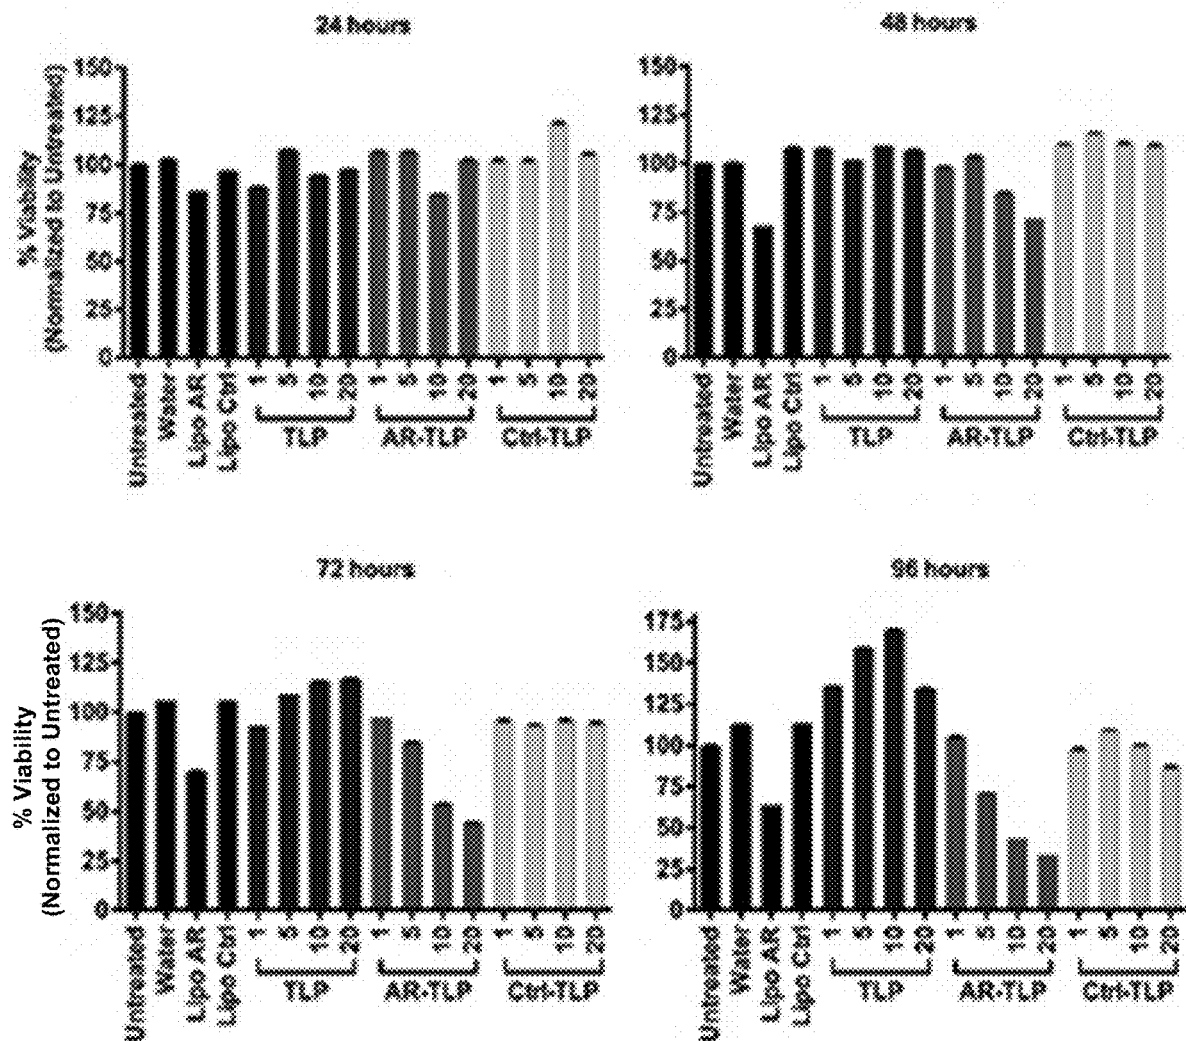 24 hours
% Viability
(Normalized to Untreated)
150
125
100
75
50
25
0
Untreated
Water
Lipo AR
Lipo Ctrl
1
5
10
20
1
5
10
20
1
5
10
20
TLP
AR-TLP
Ctrl-TLP
48 hours
150
125
100
75
50
25
0
Untreated
Water
Lipo AR
Lipo Ctrl
1
5
10
20
1
5
10
20
1
5
10
20
TLP
AR-TLP
Ctrl-TLP
72 hours
% Viability
(Normalized to Untreated)
150
125
100
75
50
25
0
Untreated
Water
Lipo AR
Lipo Ctrl
1
5
10
20
1
5
10
20
1
5
10
20
TLP
AR-TLP
Ctrl-TLP
96 hours
175
150
125
100
75
50
25
0
Untreated
Water
Lipo AR
Lipo Ctrl
1
5
10
20
1
5
10
20
1
5
10
20
TLP
AR-TLP
Ctrl-TLP